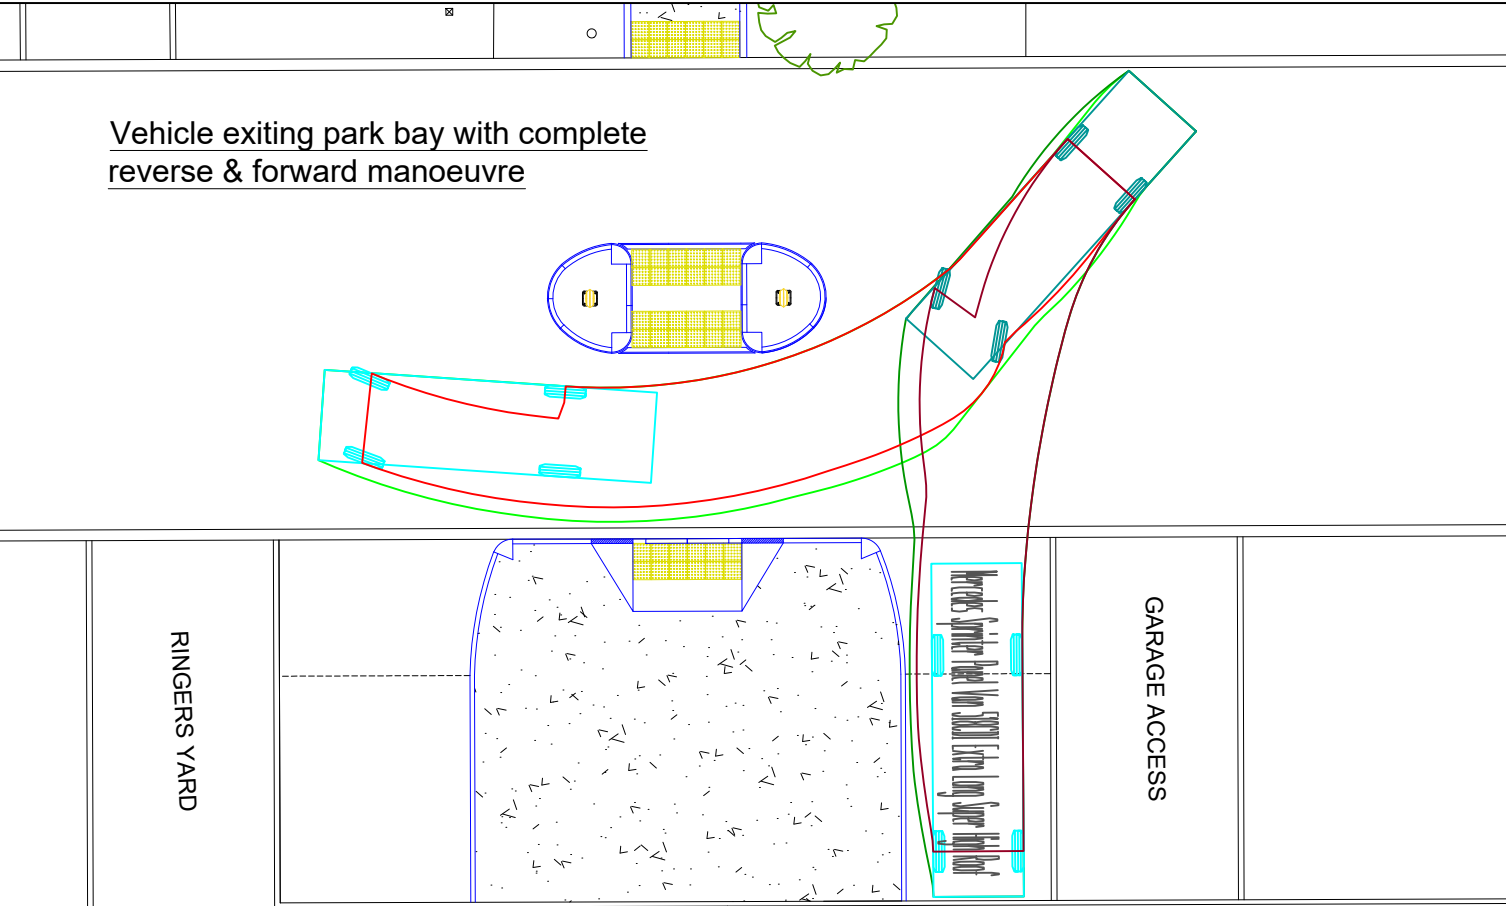 Vehicle exiting park bay with complete
reverse & forward manoeuvre
RINGERS YARD
Mercedes Sprinter Panel Van 519CDI Extra Long Super High Roof
GARAGE ACCESS